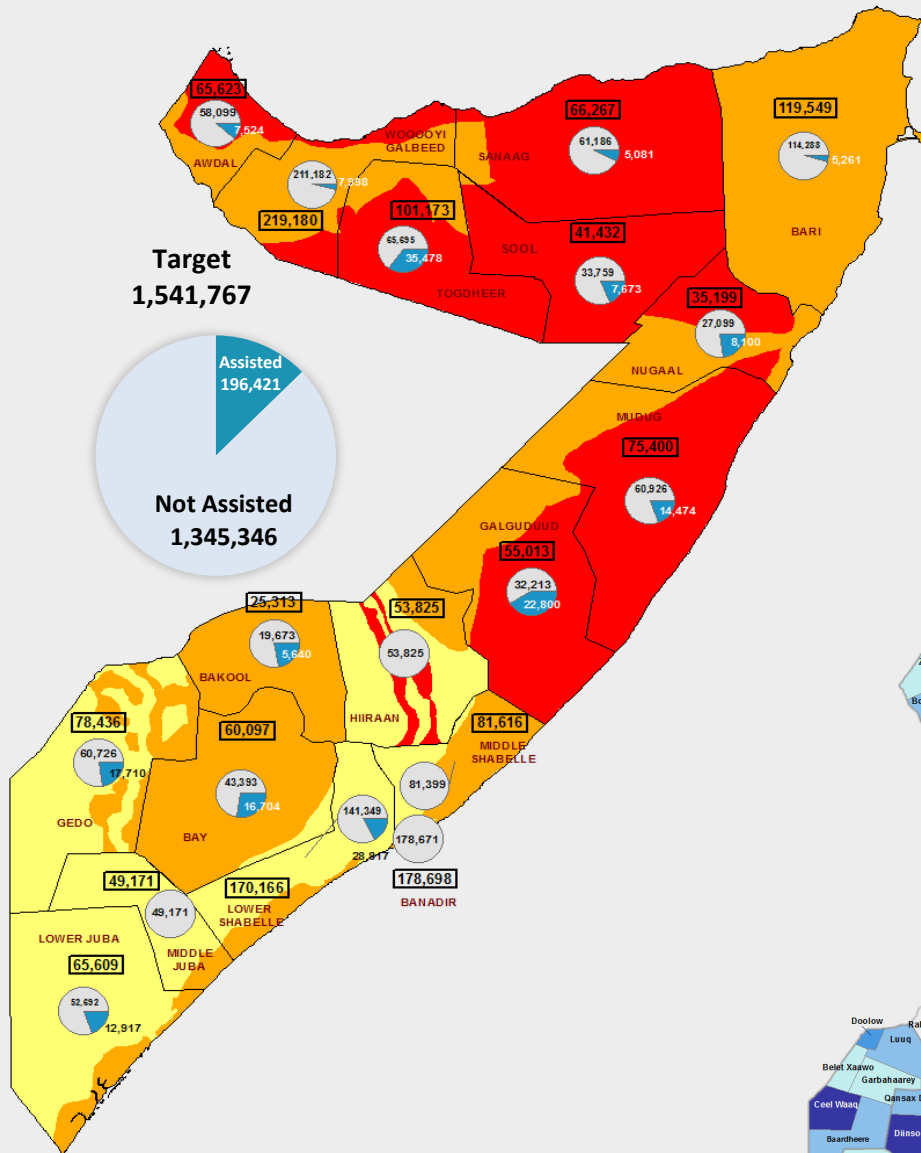 65,623
58,099
7,524
AWDAL
WOOOOYI
GALBEED
SANAAG
66,267
61,186
5,081
119,549
114,288
5,261
BARI
211,182
7,998
219,180
101,173
65,695
35,478
TOGDHEER
SOOL
41,432
33,759
7,673
35,199
27,099
8,100
NUGAAL
Target
1,541,767
Assisted
196,421
Not Assisted
1,345,346
MUDUG
75,400
60,926
14,474
GALGUDUUD
55,013
32,213
22,800
25,313
19,673
5,640
BAKOOL
53,825
53,825
HIIRAAN
78,436
60,726
17,710
GEDO
60,097
43,393
16,704
BAY
81,616
MIDDLE
SHABELLE
81,399
141,349
28,817
178,671
178,698
BANADIR
49,171
49,171
170,166
LOWER
SHABELLE
MIDDLE
JUBA
LOWER JUBA
65,609
52,692
12,917
Doolow
Luuq
Belet Xaawo
Garbahaarey
Ceel Waaq
Qansax
Baardheere
Diinso